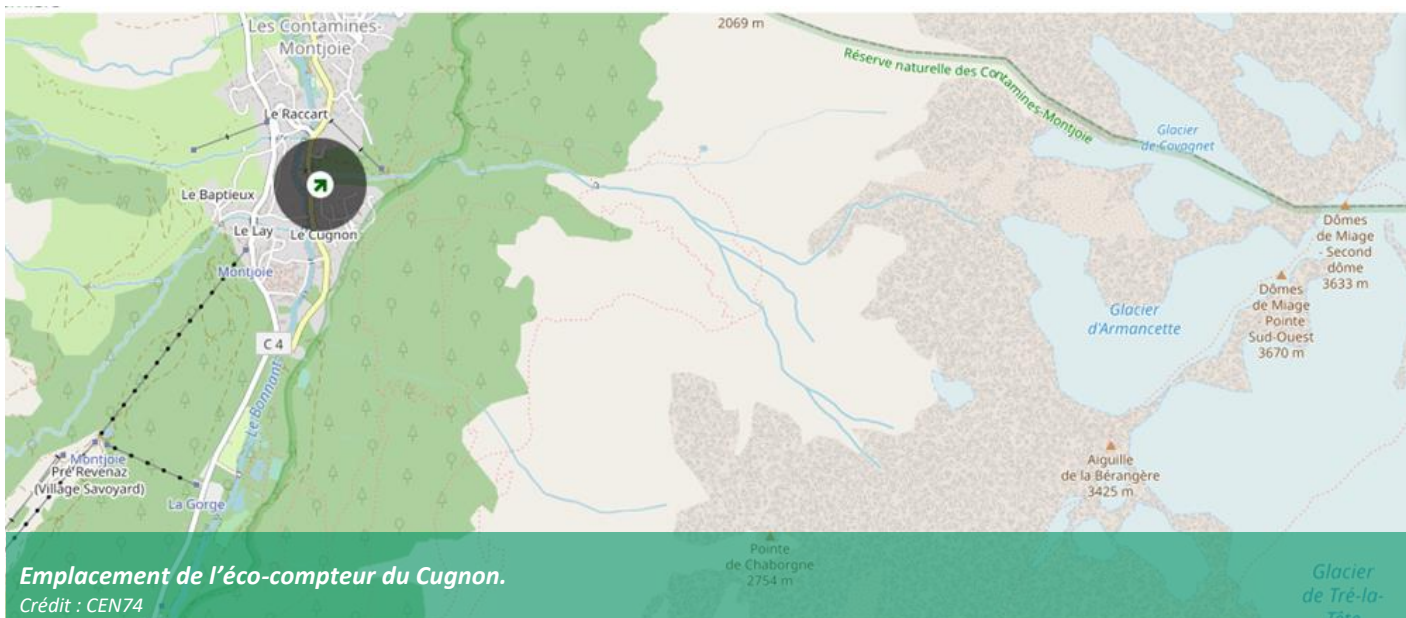 Les Contamines-
Montjoie
2069 m
Réserve naturelle des Contamines-Montjoie
Le Raccart
Glacier
de Covagnet
Le Baptieux
Le Lay
Le Cugnon
Montjoie
Dômes
de Miage
- Second
dôme
3633 m
Dômes
de Miage
- Pointe
Sud-Ouest
3670 m
Glacier
d'Armancette
C 4
Le Bonnant
Montjoie
Pré Revenaz
(Village Savoyard)
La Gorge
Aiguille
de la Bérangère
3425 m
Pointe
de Chaborgne
2754 m
Glacier
de Tré-la-
Tête
Emplacement de l'éco-compteur du Cugnon.
Crédit : CEN74